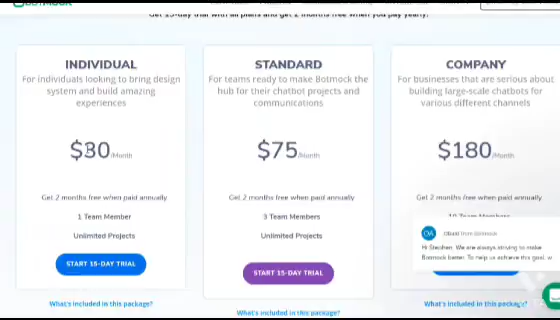 Botmock
Get 15-day trial with all plans and get 2 months free when you pay yearly!
INDIVIDUAL
For individuals looking to bring design
system and build amazing
experiences
$30/Month
Get 2 months free when paid annually
1 Team Member
Unlimited Projects
START 15-DAY TRIAL
What's included in this package?
STANDARD
For teams ready to make Botmock the
hub for their chatbot projects and
communications
$75/Month
Get 2 months free when paid annually
3 Team Members
Unlimited Projects
START 15-DAY TRIAL
What's included in this package?
COMPANY
For businesses that are serious about
building large-scale chatbots for
various different channels
$180/Month
Get 2 months free when paid annually
10 Team Members
OA
from Botmock
Hi Stephen, We are always striving to make
Botmock better. To help us achieve this goal, w
What's included in this package?